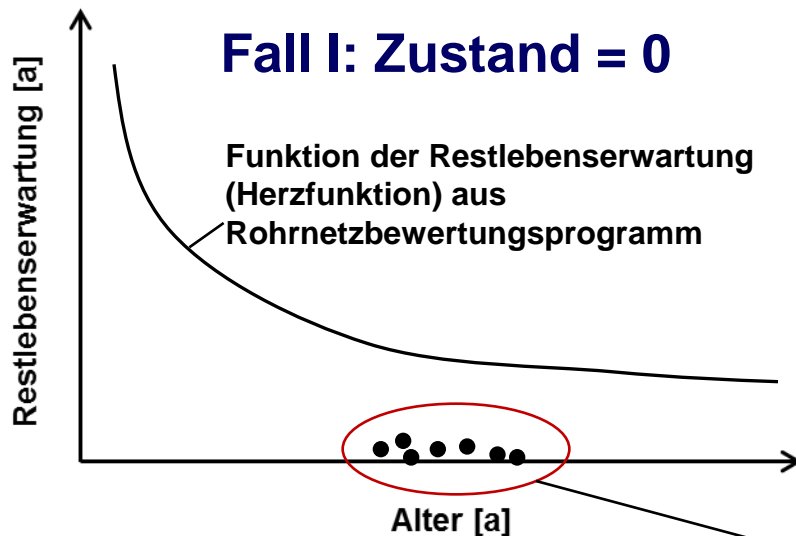 Fall I: Zustand = 0
Restlebenserwartung [a]
Funktion der Restlebenserwartung
(Herzfunktion) aus
Rohrnetzbewertungsprogramm
Alter [a]